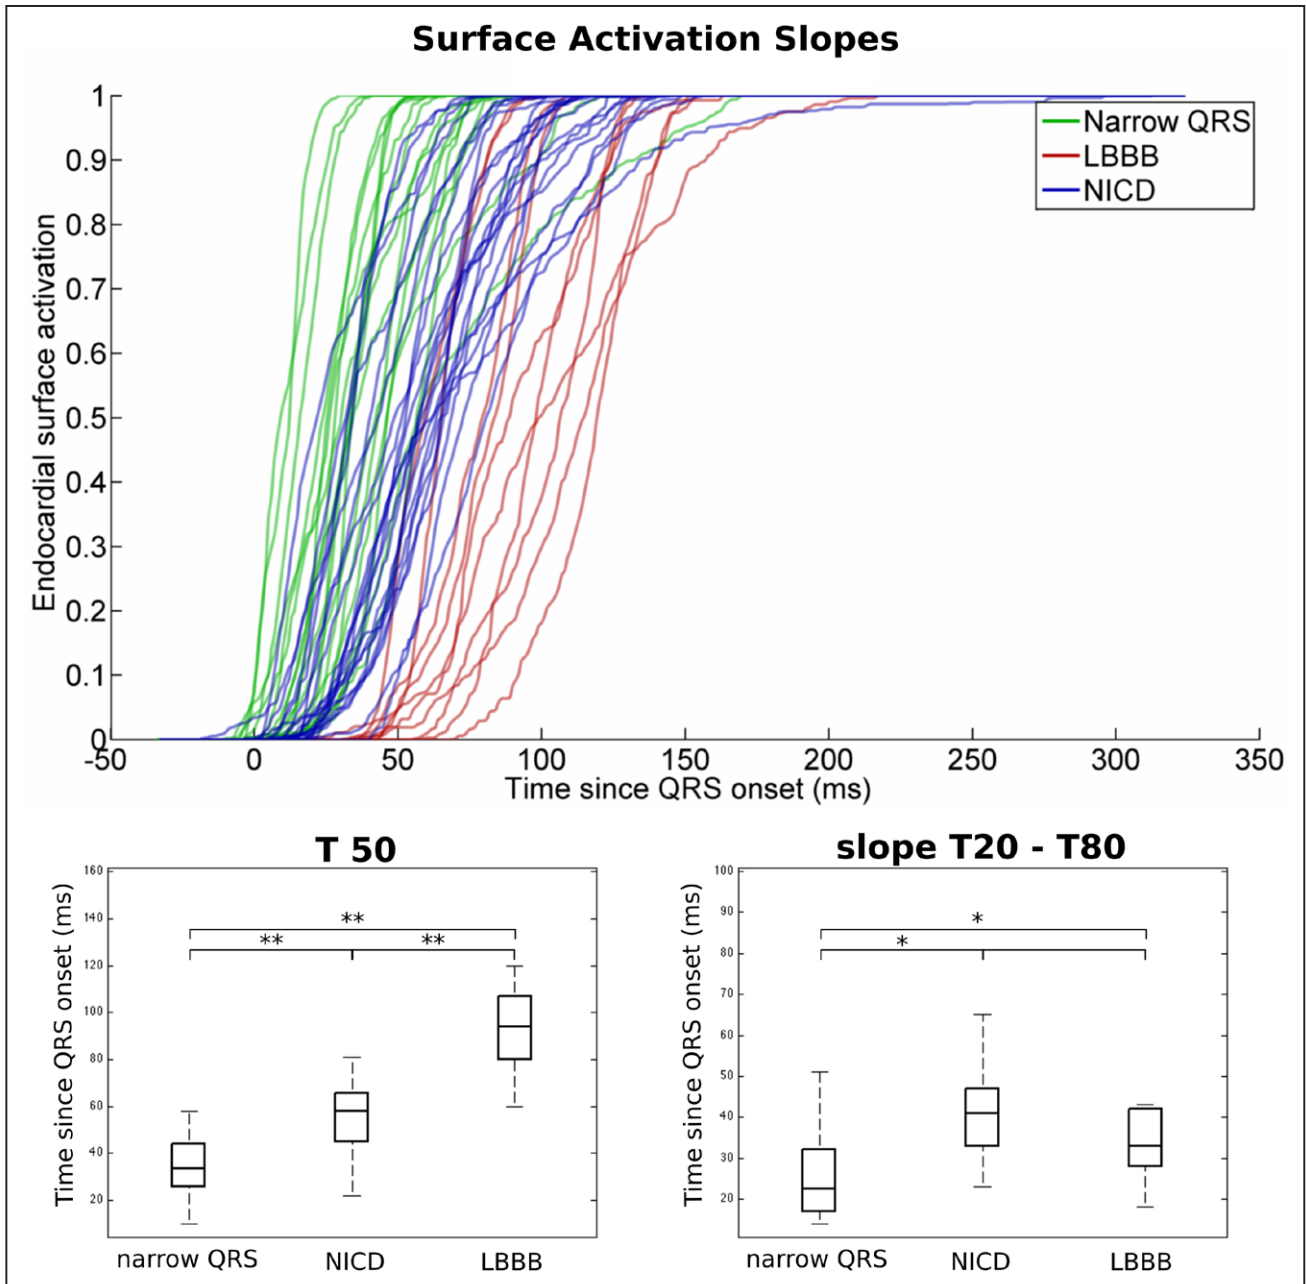 Surface Activation Slopes
Endocardial surface activation
1
0.9
0.8
0.7
0.6
0.5
0.4
0.3
0.2
0.1
0
-50 0 50 100 150 200 250 300 350
Time since QRS onset (ms)
Narrow QRS
LBBB
NICD
T 50
Time since QRS onset (ms)
160
140
120
100
80
60
40
20
**
** **
narrow QRS NICD LBBB
slope T20 - T80
Time since QRS onset (ms)
100
90
80
70
60
50
40
30
20
*
*
narrow QRS NICD LBBB